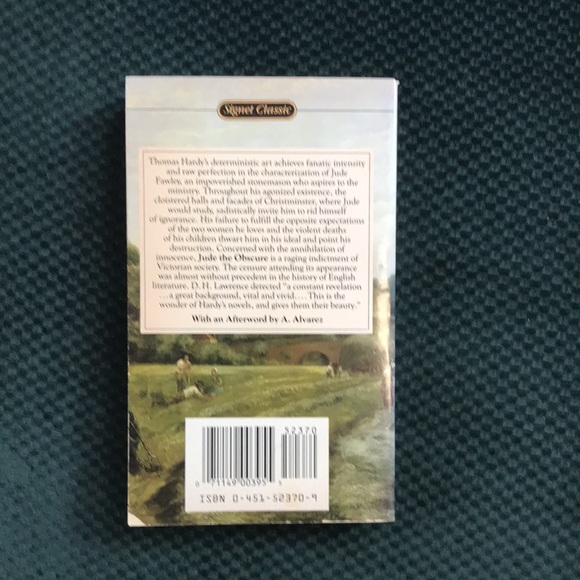 Signet Classic
Thomas Hardy's deterministic art achieves fanatic intensity
and raw perfection in the characterization of Jude
Fawley, an impoverished stonemason who aspires to the
ministry. Throughout his agonized existence, the
cloistered halls and facades of Christminster, where Jude
would study, sadistically invite him to rid himself
of ignorance. His failure to fulfill the opposite expectations
of the two women he loves and the violent deaths
of his children thwart him in his ideal and point his
destruction. Concerned with the annihilation of
innocence, Jude the Obscure is a raging indictment of
Victorian society. The censure attending its appearance
was almost without precedent in the history of English
literature. D. H. Lawrence detected "a constant revelation
...a great background, vital and vivid.... This is the
wonder of Hardy's novels, and gives them their beauty."
With an Afterword by A. Alvarez
52370
0 71149 00395 5
ISBN 0-451-52370-9